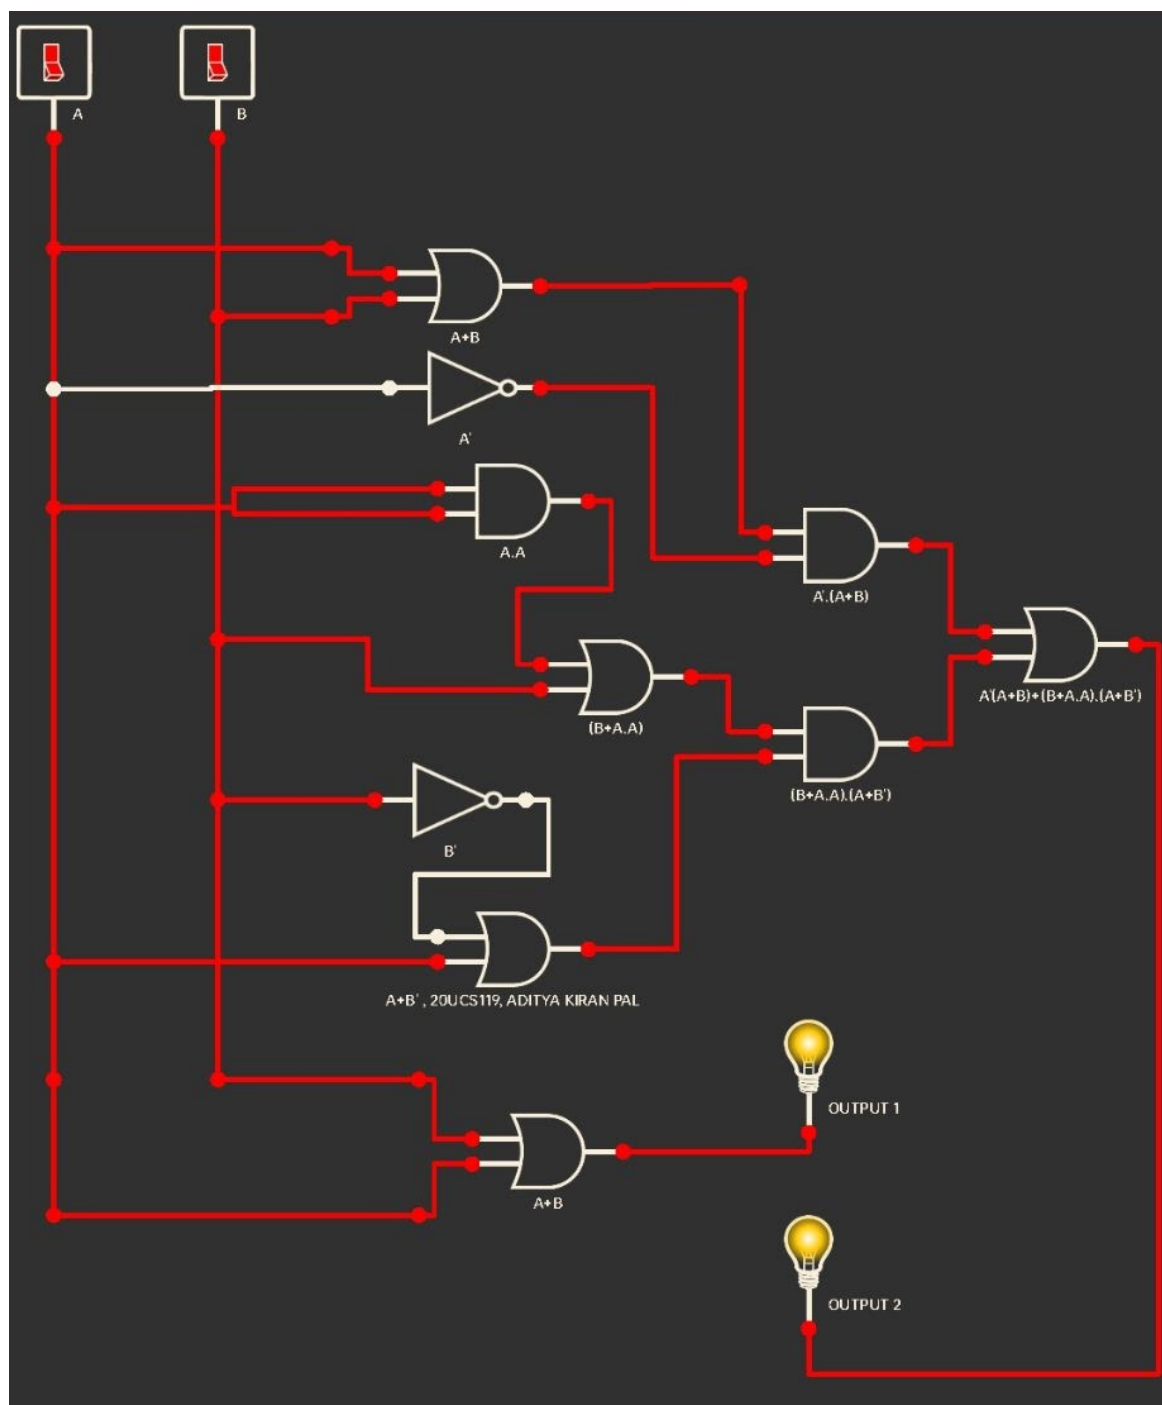 A
B
A+B
A'
A.A
A'.(A+B)
A'(A+B)+(B+A.A).(A+B')
(B+A.A)
(B+A.A).(A+B')
B'
A+B' , 20UCS119, ADITYA KIRAN PAL
OUTPUT 1
A+B
OUTPUT 2